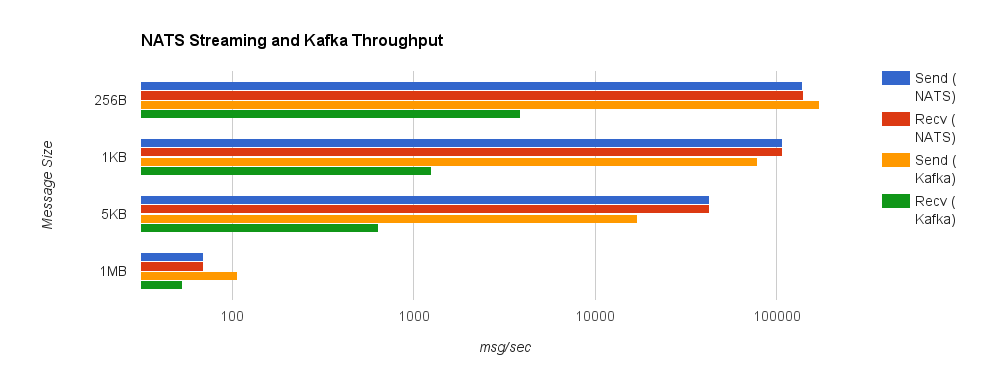 NATS Streaming and Kafka Throughput
Message Size
256B
1KB
5KB
1MB
100
1000
10000
100000
msg/sec
Send (
NATS)
Recv (
NATS)
Send (
Kafka)
Recv (
Kafka)